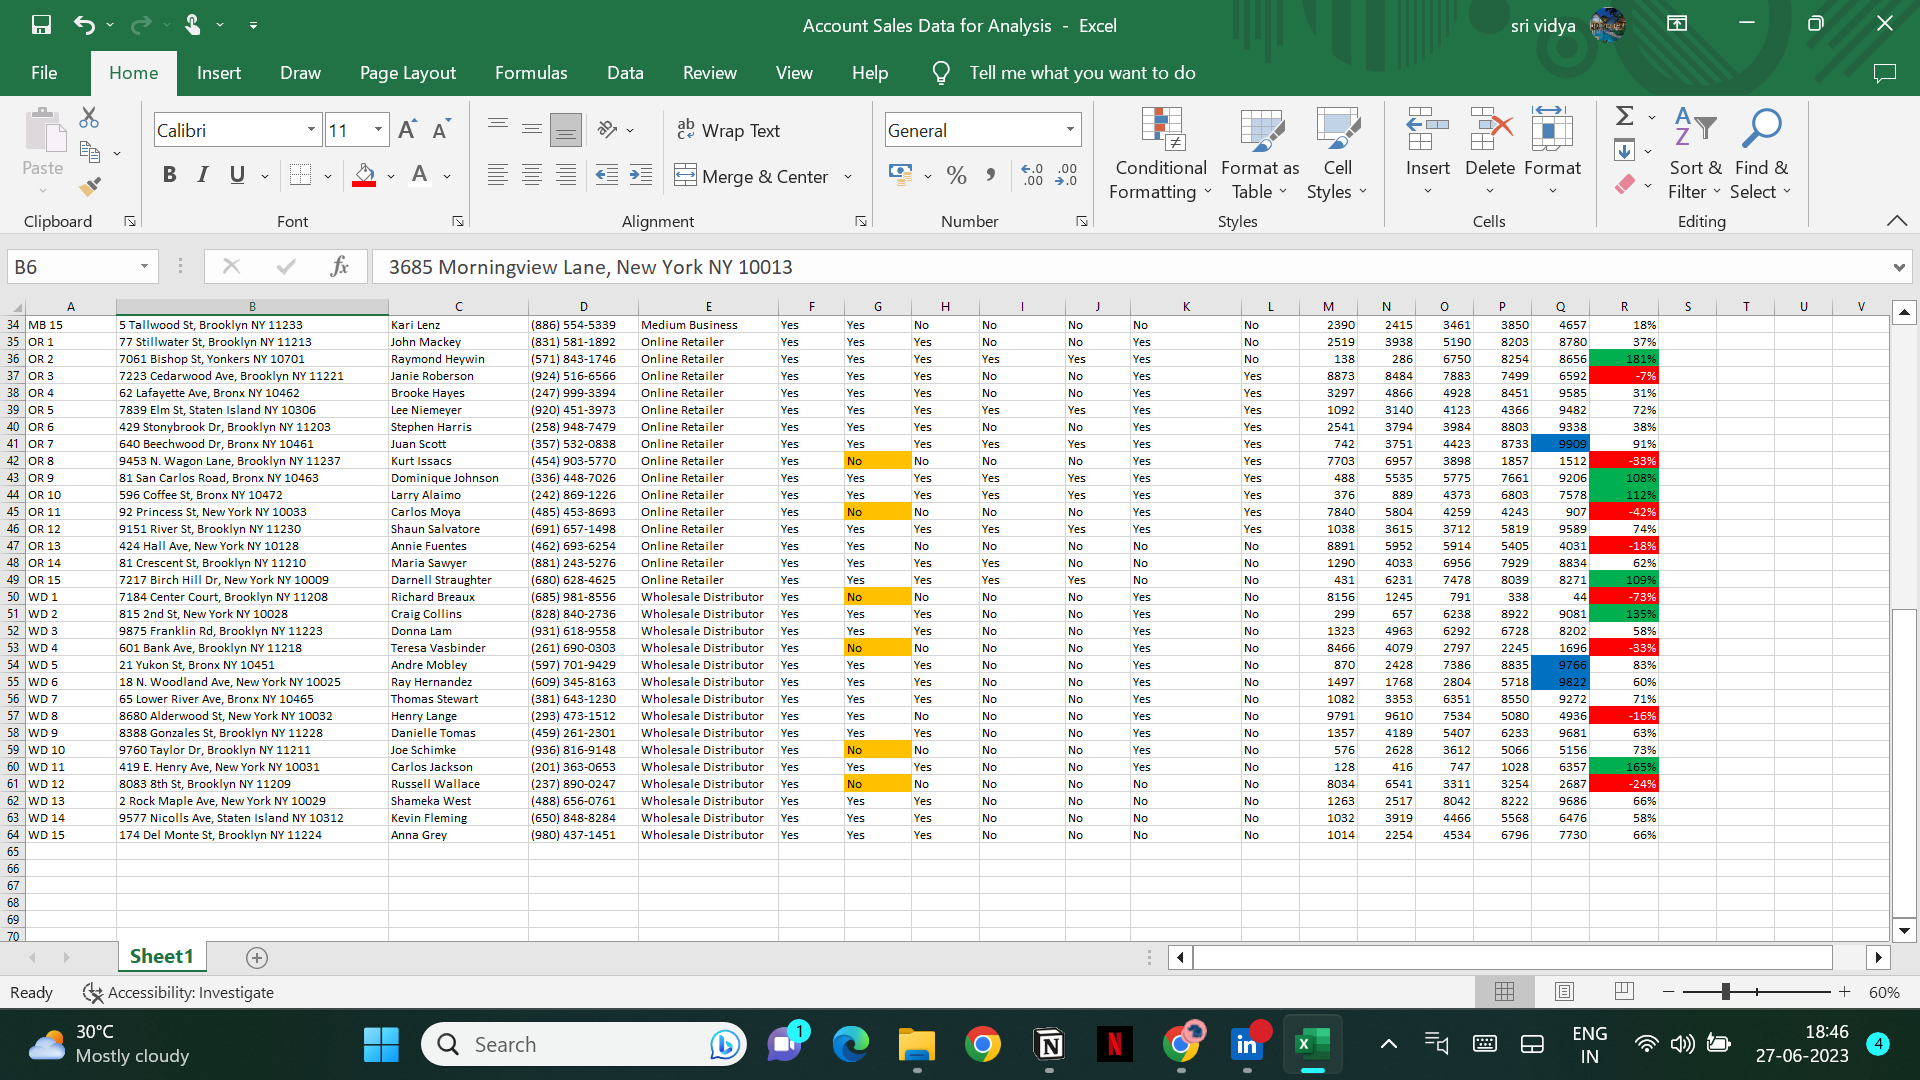 Account Sales Data for Analysis - Excel
sri vidya
File Home Insert Draw Page Layout Formulas Data Review View Help Tell me what you want to do
Paste
Calibri 11
B I U A
Wrap Text
Merge & Center
General
Conditional Formatting
Format as Table
Cell Styles
Insert Delete Format
Sort & Filter
Find & Select
Clipboard Font Alignment Number Styles Cells Editing
B6 fx 3685 Morningview Lane, New York NY 10013
A B C D E F G H I J K L M N O P Q R S T U V
34 MB 15 5 Tallwood St, Brooklyn NY 11233 Kari Lenz (886) 554-5339 Medium Business Yes Yes No No No No No 2390 2415 3461 3850 4657 18%
35 OR 1 77 Stillwater St, Brooklyn NY 11213 John Mackey (831) 581-1892 Online Retailer Yes Yes Yes No No Yes No 2519 3938 5190 8203 8780 37%
36 OR 2 7061 Bishop St, Yonkers NY 10701 Raymond Heywin (571) 843-1746 Online Retailer Yes Yes Yes Yes Yes Yes No 138 286 6750 8254 8656 181%
37 OR 3 7223 Cedarwood Ave, Brooklyn NY 11221 Janie Roberson (924) 516-6566 Online Retailer Yes Yes Yes No No Yes Yes 8873 8484 7883 7499 6592 -7%
38 OR 4 62 Lafayette Ave, Bronx NY 10462 Brooke Hayes (247) 999-3394 Online Retailer Yes Yes Yes No No Yes Yes 3297 4866 4928 8451 9585 31%
39 OR 5 7839 Elm St, Staten Island NY 10306 Lee Niemeyer (920) 451-3973 Online Retailer Yes Yes Yes Yes Yes Yes Yes 1092 3140 4123 4366 9482 72%
40 OR 6 429 Stonybrook Dr, Brooklyn NY 11203 Stephen Harris (258) 948-7479 Online Retailer Yes Yes Yes No No Yes Yes 2541 3794 3984 8803 9338 38%
41 OR 7 640 Beechwood Dr, Bronx NY 10461 Juan Scott (357) 532-0838 Online Retailer Yes Yes Yes Yes Yes Yes Yes 742 3751 4423 8733 9909 91%
42 OR 8 9453 N. Wagon Lane, Brooklyn NY 11237 Kurt Issacs (454) 903-5770 Online Retailer Yes No No No No Yes Yes 7703 6957 3898 1857 1512 -33%
43 OR 9 81 San Carlos Road, Bronx NY 10463 Dominique Johnson (336) 448-7026 Online Retailer Yes Yes Yes Yes Yes Yes Yes 488 5535 5775 7661 9206 108%
44 OR 10 596 Coffee St, Bronx NY 10472 Larry Alaimo (242) 869-1226 Online Retailer Yes Yes Yes Yes Yes Yes Yes 376 889 4373 6803 7578 112%
45 OR 11 92 Princess St, New York NY 10033 Carlos Moya (485) 453-8693 Online Retailer Yes No No No No Yes Yes 7840 5804 4259 4243 907 -42%
46 OR 12 9151 River St, Brooklyn NY 11230 Shaun Salvatore (691) 657-1498 Online Retailer Yes Yes Yes Yes Yes Yes Yes 1038 3615 3712 5819 9589 74%
47 OR 13 424 Hall Ave, New York NY 10128 Annie Fuentes (462) 693-6254 Online Retailer Yes Yes No No No No No 8891 5952 5914 5405 4031 -18%
48 OR 14 81 Crescent St, Brooklyn NY 11210 Maria Sawyer (881) 243-5276 Online Retailer Yes Yes Yes Yes No No No 1290 4033 6956 7929 8834 62%
49 OR 15 7217 Birch Hill Dr, New York NY 10009 Darnell Straughter (680) 628-4625 Online Retailer Yes Yes Yes Yes Yes No No 431 6231 7478 8039 8271 109%
50 WD 1 7184 Center Court, Brooklyn NY 11208 Richard Breaux (685) 981-8556 Wholesale Distributor Yes No No No No Yes No 8156 1245 791 338 44 -73%
51 WD 2 815 2nd St, New York NY 10028 Craig Collins (828) 840-2736 Wholesale Distributor Yes Yes Yes No No Yes No 299 657 6238 8922 9081 135%
52 WD 3 9875 Franklin Rd, Brooklyn NY 11223 Donna Lam (931) 618-9558 Wholesale Distributor Yes Yes Yes No No Yes No 1323 4963 6292 6728 8202 58%
53 WD 4 601 Bank Ave, Brooklyn NY 11218 Teresa Vasbinder (261) 690-0303 Wholesale Distributor Yes No No No No Yes No 8466 4079 2797 2245 1696 -33%
54 WD 5 21 Yukon St, Bronx NY 10451 Andre Mobley (597) 701-9429 Wholesale Distributor Yes Yes Yes No No Yes No 870 2428 7386 8835 9766 83%
55 WD 6 18 N. Woodland Ave, New York NY 10025 Ray Hernandez (609) 345-8163 Wholesale Distributor Yes Yes Yes No No Yes No 1497 1768 2804 5718 9822 60%
56 WD 7 65 Lower River Ave, Bronx NY 10465 Thomas Stewart (381) 643-1230 Wholesale Distributor Yes Yes Yes No No Yes No 1082 3353 6351 8550 9272 71%
57 WD 8 8680 Alderwood St, New York NY 10032 Henry Lange (293) 473-1512 Wholesale Distributor Yes Yes No No No Yes No 9791 9610 7534 5080 4936 -16%
58 WD 9 8388 Gonzales St, Brooklyn NY 11228 Danielle Tomas (459) 261-2301 Wholesale Distributor Yes Yes Yes No No Yes No 1357 4189 5407 6233 9681 63%
59 WD 10 9760 Taylor Dr, Brooklyn NY 11211 Joe Schimke (936) 816-9148 Wholesale Distributor Yes No No No No Yes No 576 2628 3612 5066 5156 73%
60 WD 11 419 E. Henry Ave, New York NY 10031 Carlos Jackson (201) 363-0653 Wholesale Distributor Yes Yes Yes No No Yes No 128 416 747 1028 6357 165%
61 WD 12 8083 8th St, Brooklyn NY 11209 Russell Wallace (237) 890-0247 Wholesale Distributor Yes No No No No No No 8034 6541 3311 3254 2687 -24%
62 WD 13 2 Rock Maple Ave, New York NY 10029 Shameka West (488) 656-0761 Wholesale Distributor Yes Yes Yes No No No No 1263 2517 8042 8222 9686 66%
63 WD 14 9577 Nicolls Ave, Staten Island NY 10312 Kevin Fleming (650) 848-8284 Wholesale Distributor Yes Yes Yes No No No No 1032 3919 4466 5568 6476 58%
64 WD 15 174 Del Monte St, Brooklyn NY 11224 Anna Grey (980) 437-1451 Wholesale Distributor Yes Yes Yes No No No No 1014 2254 4534 6796 7730 66%
65
66
67
68
69
70
Sheet1
Ready Accessibility: Investigate 60%
30°C
Mostly cloudy
Search
1
ENG
IN
18:46
27-06-2023
4